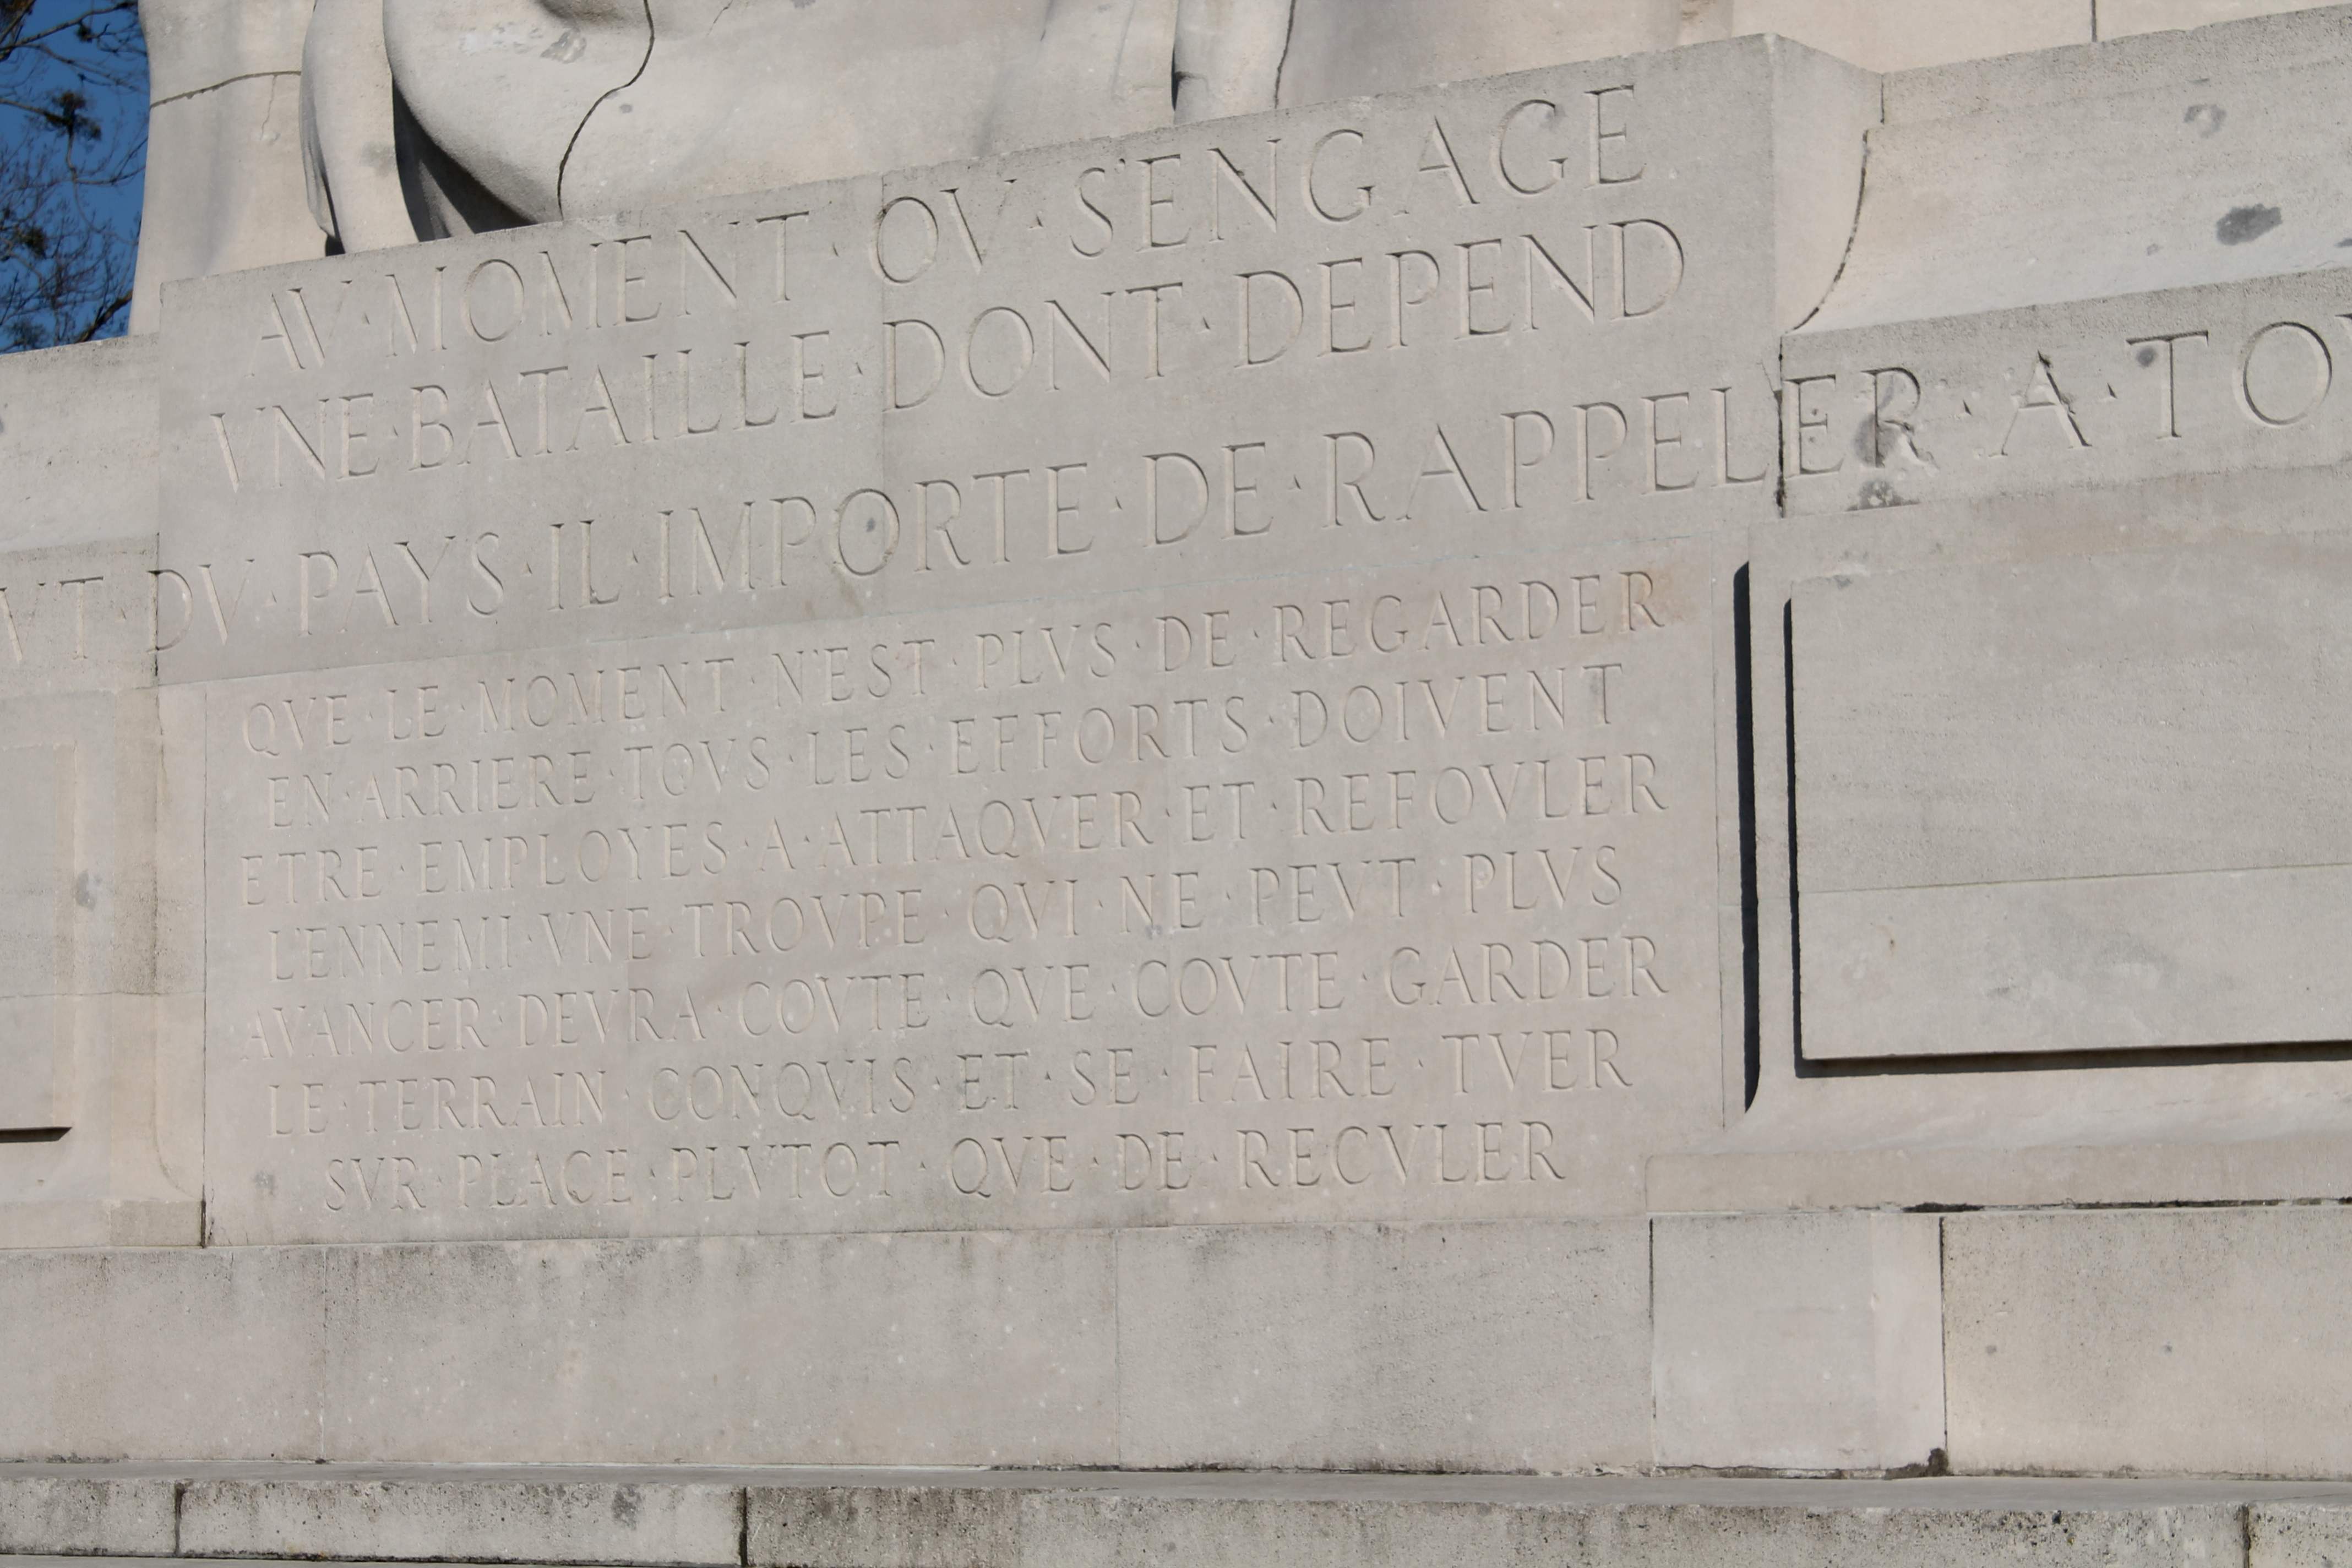 AV·MOMENT·OV·S'ENGAGE
VNE·BATAILLE·DONT·DEPEND
VT·DV·PAYS·IL·IMPORTE·DE·RAPPELER·A·TOV
QVE·LE·MOMENT·N'EST·PLVS·DE·REGARDER
EN·ARRIERE·TOVS·LES·EFFORTS·DOIVENT
ETRE·EMPLOYES·A·ATTAQVER·ET·REFOVLER
L'ENNEMI·VNE·TROVPE·QVI·NE·PEVT·PLVS
AVANCER·DEVRA·COVTE·QVE·COVTE·GARDER
LE·TERRAIN·CONQVIS·ET·SE·FAIRE·TVER
SVR·PLACE·PLVTOT·QVE·DE·RECVLER